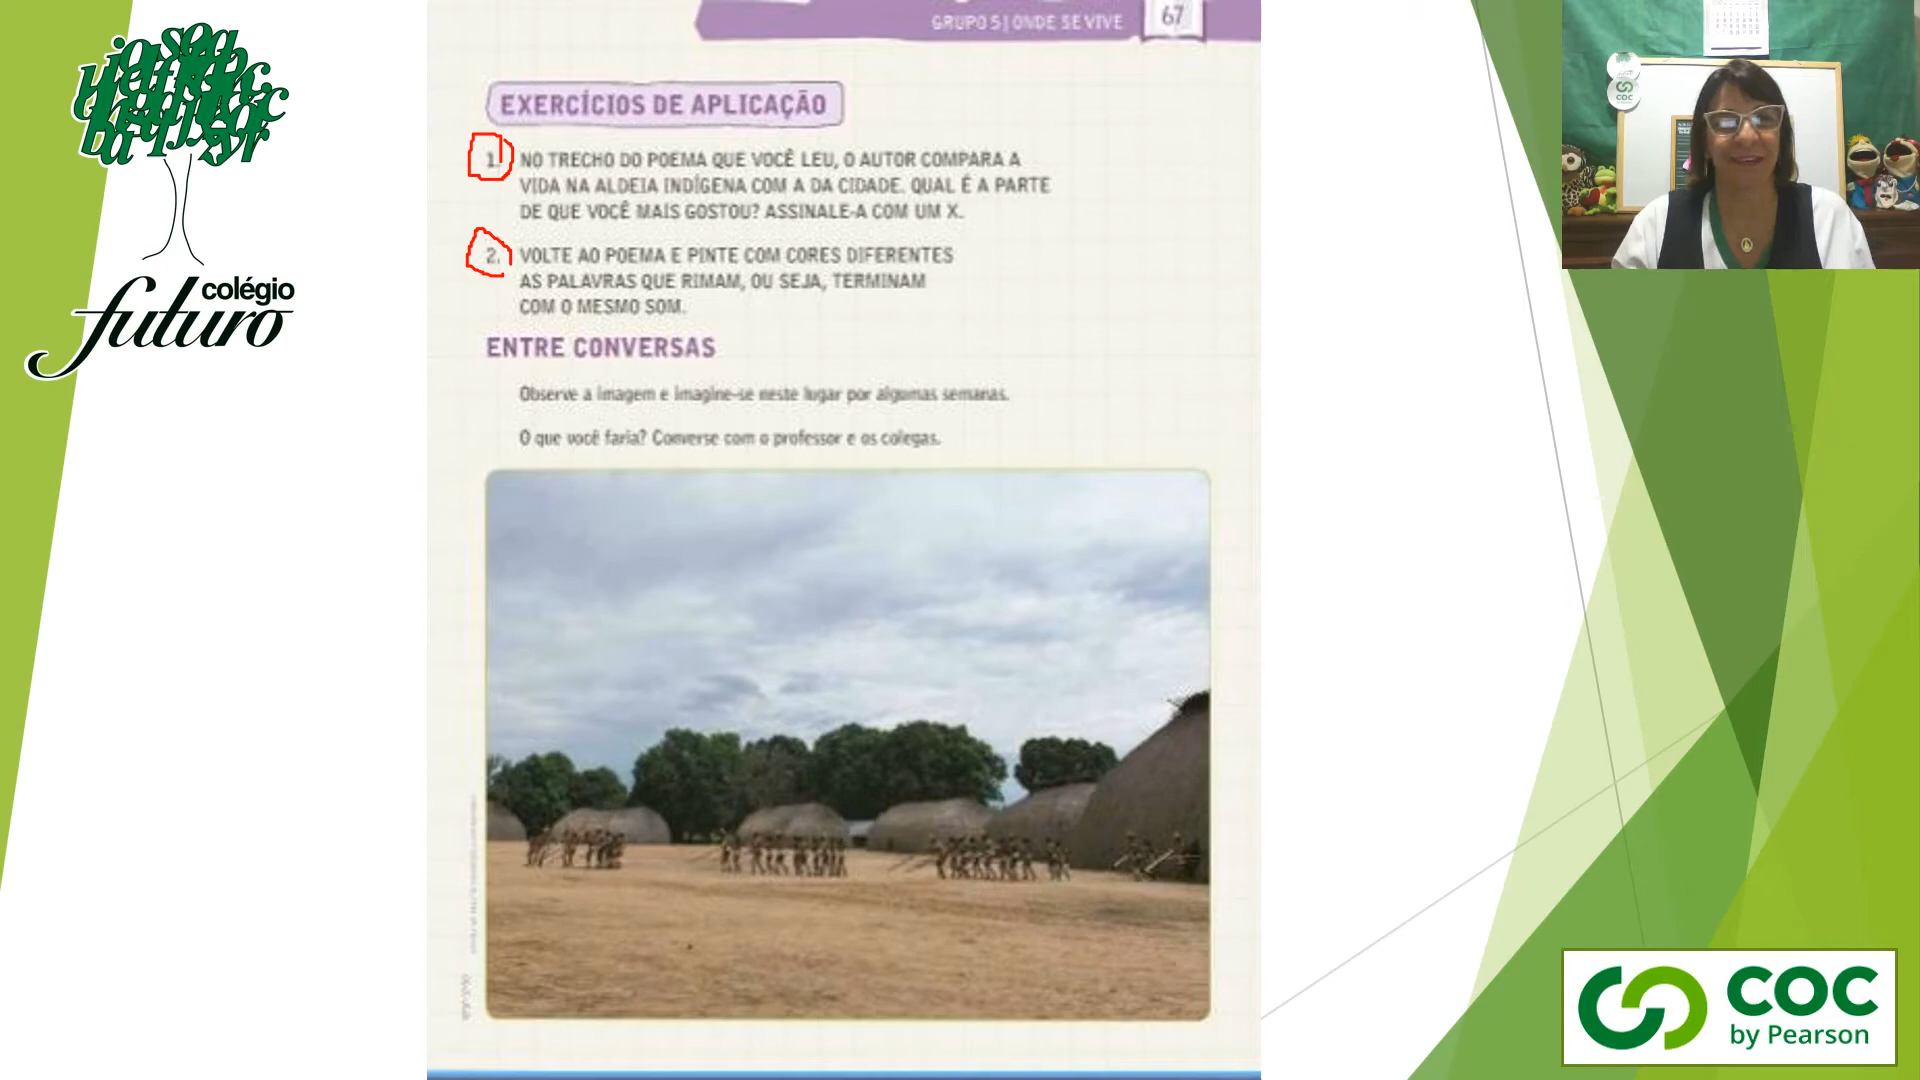 GRUPO 5 | ONDE SE VIVE
67
EXERCÍCIOS DE APLICAÇÃO
1. NO TRECHO DO POEMA QUE VOCÊ LEU, O AUTOR COMPARA A
VIDA NA ALDEIA INDÍGENA COM A DA CIDADE. QUAL É A PARTE
DE QUE VOCÊ MAIS GOSTOU? ASSINALE-A COM UM X.
2. VOLTE AO POEMA E PINTE COM CORES DIFERENTES
AS PALAVRAS QUE RIMAM, OU SEJA, TERMINAM
COM O MESMO SOM.
ENTRE CONVERSAS
Observe a imagem e imagine-se neste lugar por algumas semanas.
O que você faria? Converse com o professor e os colegas.
colégio
futuro
COC
COC
by Pearson